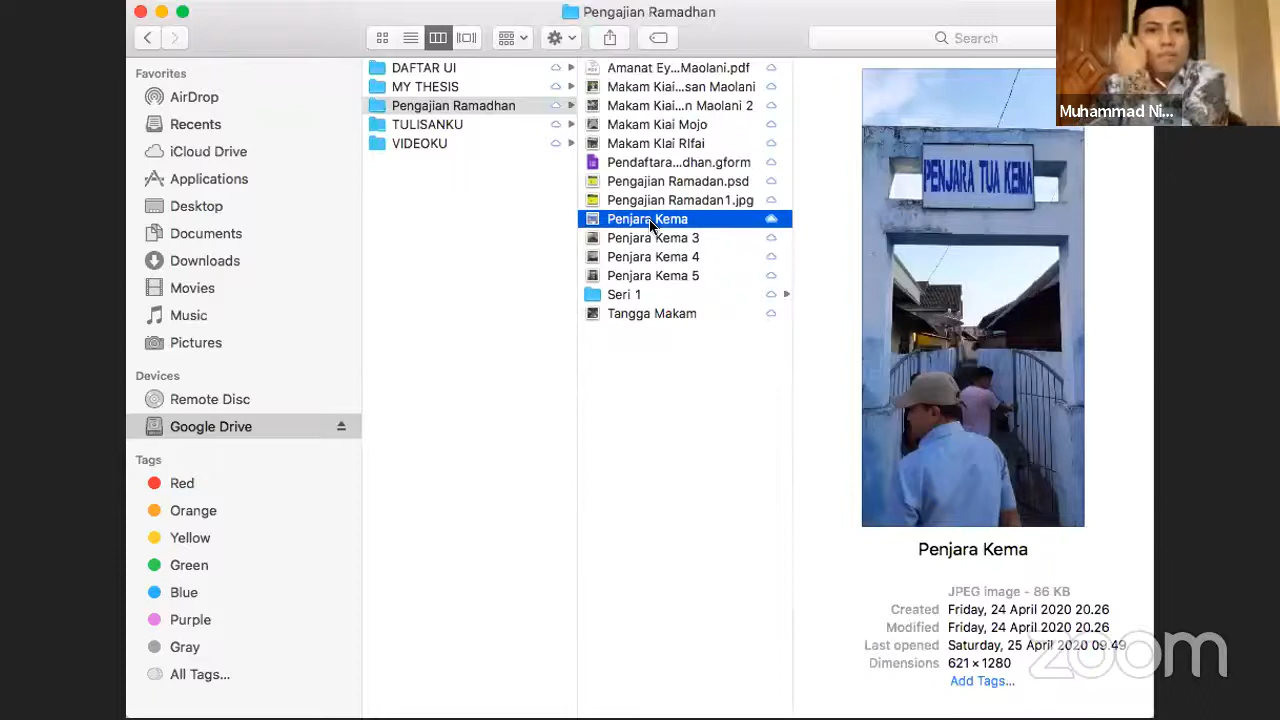 Pengajian Ramadhan
Search
Muhammad Ni...
Favorites
AirDrop
Recents
iCloud Drive
Applications
Desktop
Documents
Downloads
Movies
Music
Pictures
Devices
Remote Disc
Google Drive
Tags
Red
Orange
Yellow
Green
Blue
Purple
Gray
All Tags...
DAFTAR UI
MY THESIS
Pengajian Ramadhan
TULISANKU
VIDEOKU
Amanat Ey...Maolani.pdf
Makam Kiai...san Maolani
Makam Kiai...n Maolani 2
Makam Kiai Mojo
Makam KIai RIfai
Pendaftara...dhan.gform
Pengajian Ramadan.psd
Pengajian Ramadan1.jpg
Penjara Kema
Penjara Kema 3
Penjara Kema 4
Penjara Kema 5
Seri 1
Tangga Makam
PENJARA TUA KEMA
Penjara Kema
JPEG image - 86 KB
Created Friday, 24 April 2020 20.26
Modified Friday, 24 April 2020 20.26
Last opened Saturday, 25 April 2020 09.49
Dimensions 621 × 1280
Add Tags...
zoom